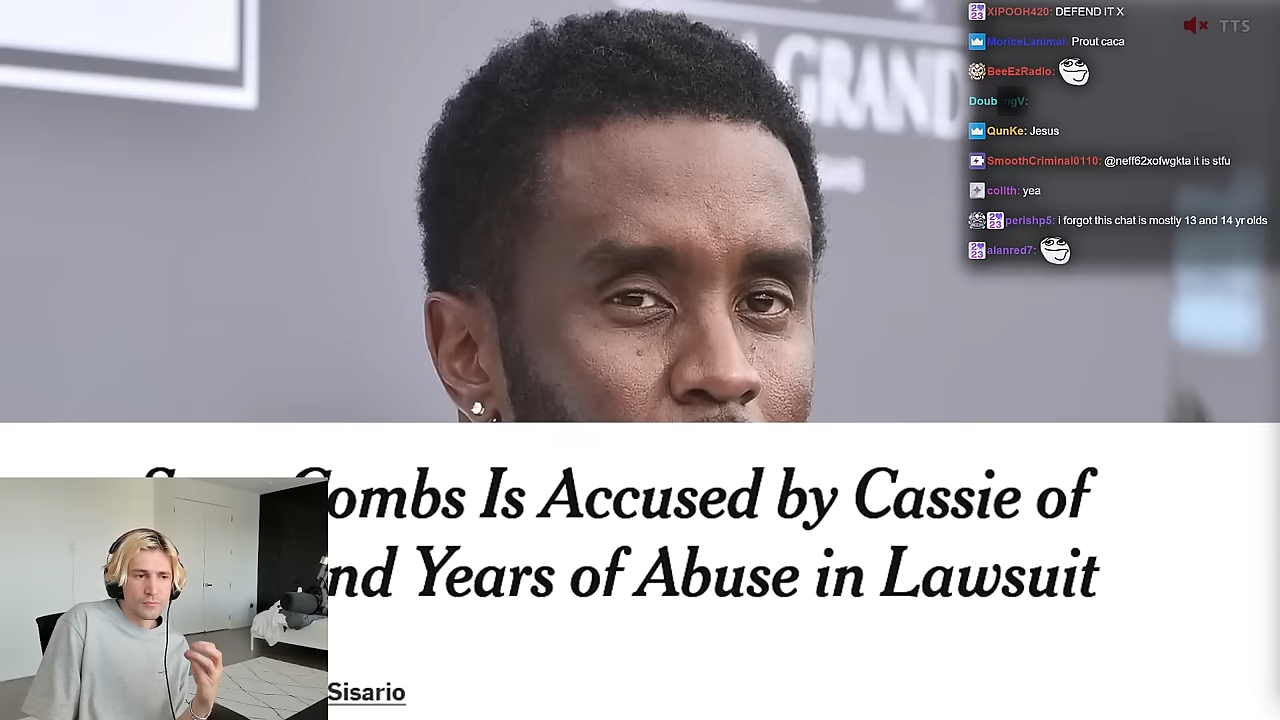 GRAND
XiPOOH420: DEFEND IT X
MoriceLanimal: Prout caca
BeeEzRadio:
QunKe: Jesus
SmoothCriminal0110: @neff62xofwgkta it is stfu
colith: yea
perishp5: i forgot this chat is mostly 13 and 14 yr olds
alanred7:
TTS
Combs Is Accused by Cassie of
nd Years of Abuse in Lawsuit
Sisario